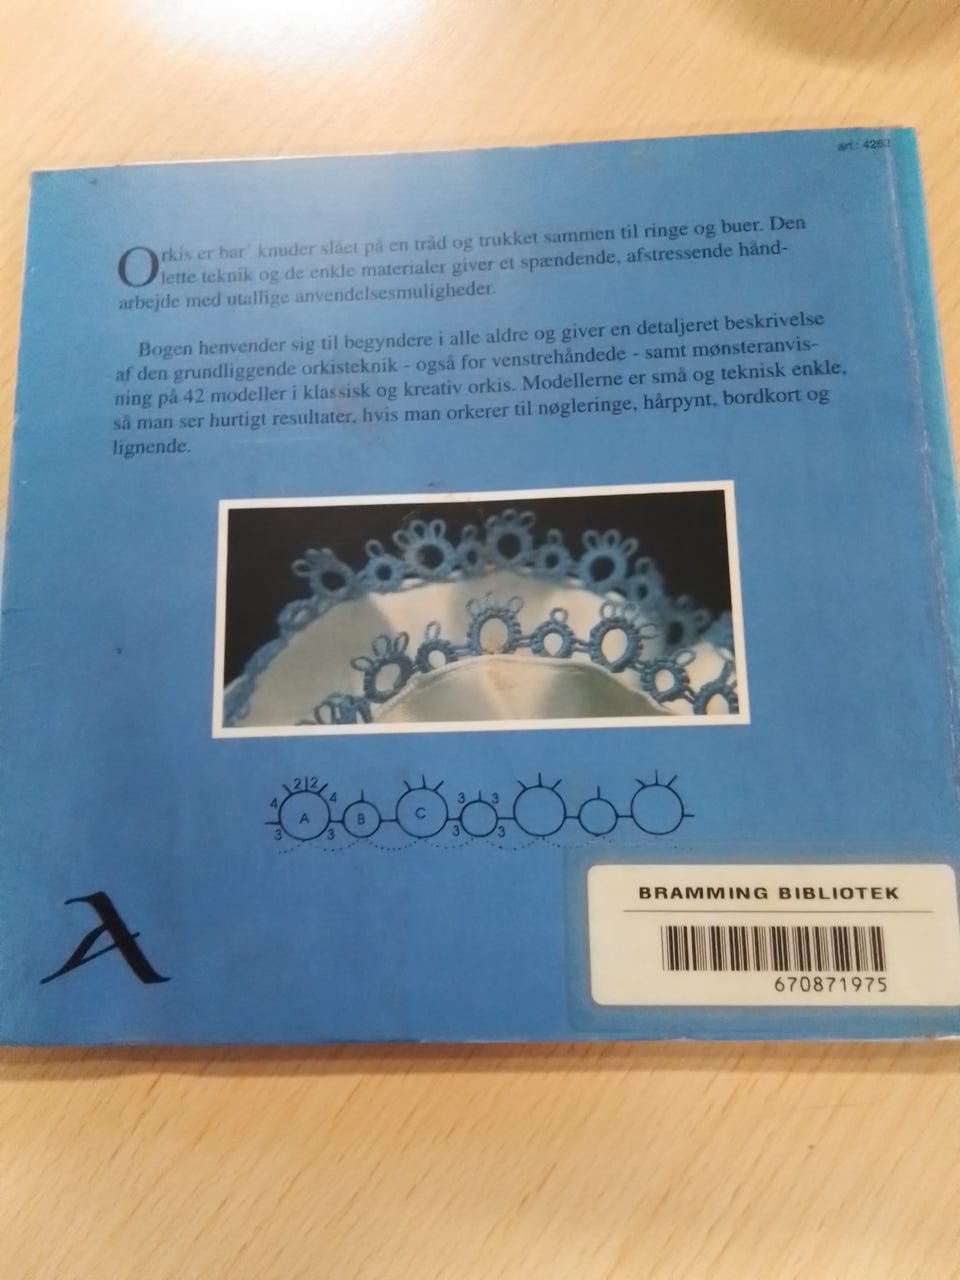 art.: 4262
Orkis er bar' knuder slået på en tråd og trukket sammen til ringe og buer. Den
lette teknik og de enkle materialer giver et spændende, afstressende hånd-
arbejde med utallige anvendelsesmuligheder.
Bogen henvender sig til begyndere i alle aldre og giver en detaljeret beskrivelse
af den grundliggende orkisteknik - også for venstrehåndede - samt mønsteranvis-
ning på 42 modeller i klassisk og kreativ orkis. Modellerne er små og teknisk enkle,
så man ser hurtigt resultater, hvis man orkerer til nøgleringe, hårpynt, bordkort og
lignende.
2 2
4 4 3 3
A B C
3 3 3 3
A
BRAMMING BIBLIOTEK
670871975